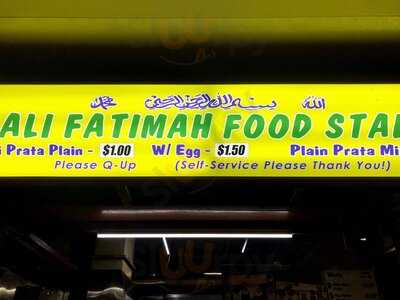 محمد بسم الله الرحمن الرحيم الله
ALI FATIMAH FOOD STAL
i Prata Plain - $1.00 W/ Egg - $1.50 Plain Prata Mi
Please Q-Up (Self-Service Please Thank You!)